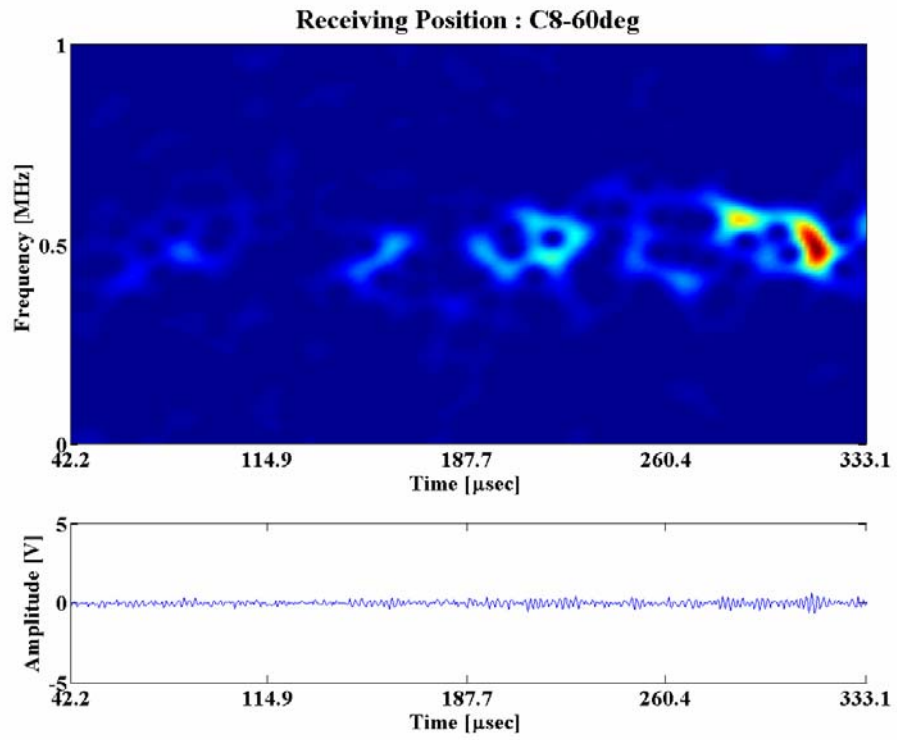 Receiving Position : C8-60deg
1
0.5
0
Frequency [MHz]
42.2 114.9 187.7 260.4 333.1
Time [μsec]
5
0
-5
Amplitude [V]
42.2 114.9 187.7 260.4 333.1
Time [μsec]